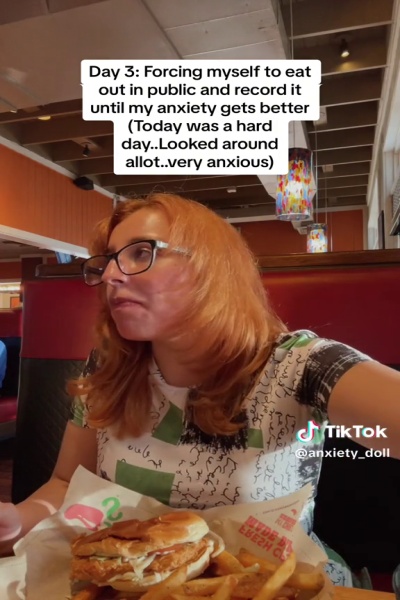 Day 3: Forcing myself to eat
out in public and record it
until my anxiety gets better
(Today was a hard
day..Looked around
allot..very anxious)
TikTok
@anxiety_doll